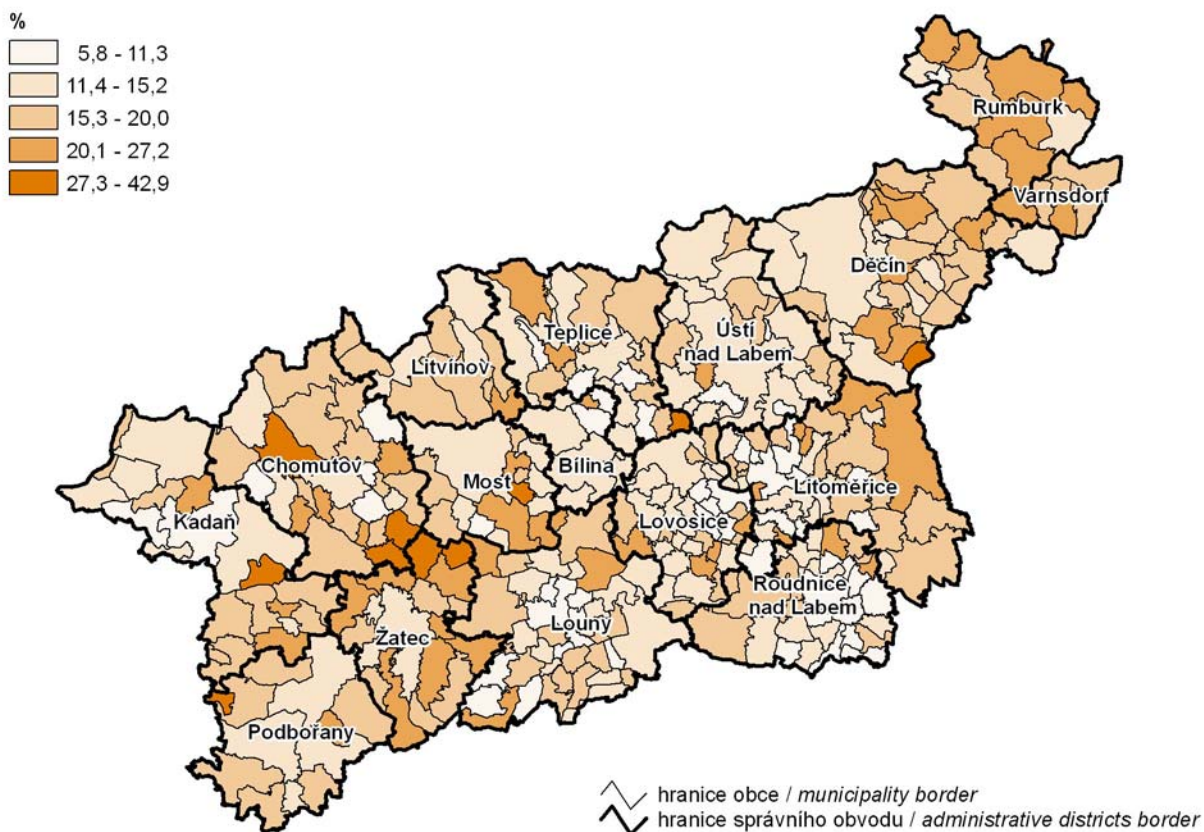 %
5,8 - 11,3
11,4 - 15,2
15,3 - 20,0
20,1 - 27,2
27,3 - 42,9
Rumburk
Varnsdorf
Děčín
Ústí
nad Labem
Teplice
Litvínov
Chomutov
Most
Bílina
Litoměřice
Kadaň
Lovosice
Roudnice
nad Labem
Louny
Žatec
Podbořany
hranice obce / municipality border
hranice správního obvodu / administrative districts border